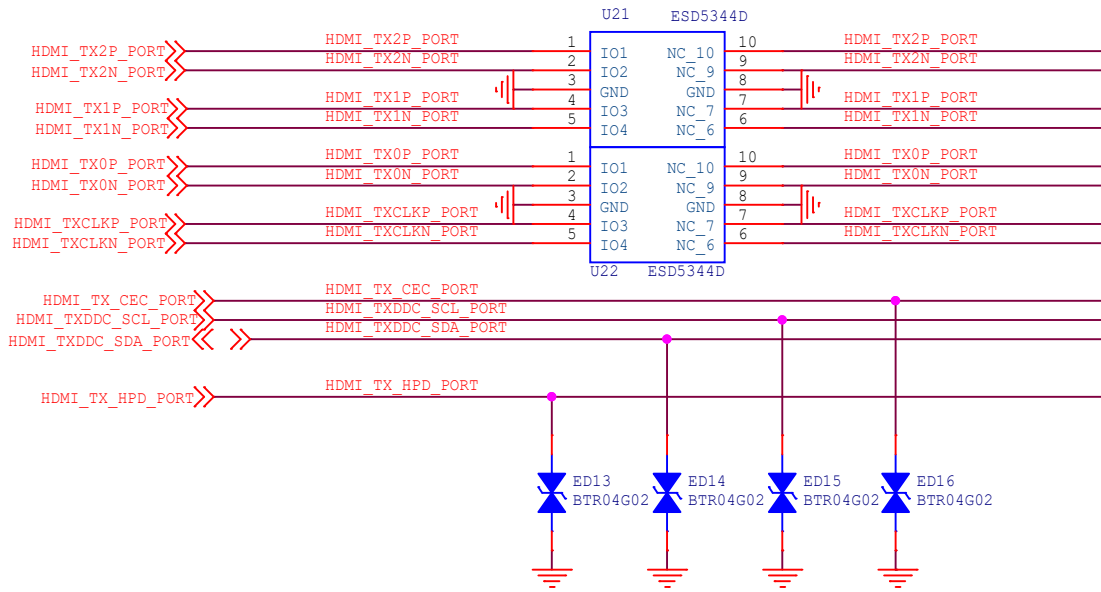 U21 ESD5344D
HDMI_TX2P_PORT HDMI_TX2P_PORT 1 IO1 NC_10 10 HDMI_TX2P_PORT
HDMI_TX2N_PORT HDMI_TX2N_PORT 2 IO2 NC_9 9 HDMI_TX2N_PORT
3 GND GND 8
HDMI_TX1P_PORT HDMI_TX1P_PORT 4 IO3 NC_7 7 HDMI_TX1P_PORT
HDMI_TX1N_PORT HDMI_TX1N_PORT 5 IO4 NC_6 6 HDMI_TX1N_PORT
HDMI_TX0P_PORT HDMI_TX0P_PORT 1 IO1 NC_10 10 HDMI_TX0P_PORT
HDMI_TX0N_PORT HDMI_TX0N_PORT 2 IO2 NC_9 9 HDMI_TX0N_PORT
3 GND GND 8
HDMI_TXCLKP_PORT HDMI_TXCLKP_PORT 4 IO3 NC_7 7 HDMI_TXCLKP_PORT
HDMI_TXCLKN_PORT HDMI_TXCLKN_PORT 5 IO4 NC_6 6 HDMI_TXCLKN_PORT
U22 ESD5344D
HDMI_TX_CEC_PORT HDMI_TX_CEC_PORT
HDMI_TXDDC_SCL_PORT HDMI_TXDDC_SCL_PORT
HDMI_TXDDC_SDA_PORT HDMI_TXDDC_SDA_PORT
HDMI_TX_HPD_PORT HDMI_TX_HPD_PORT
ED13 ED14 ED15 ED16
BTR04G02 BTR04G02 BTR04G02 BTR04G02